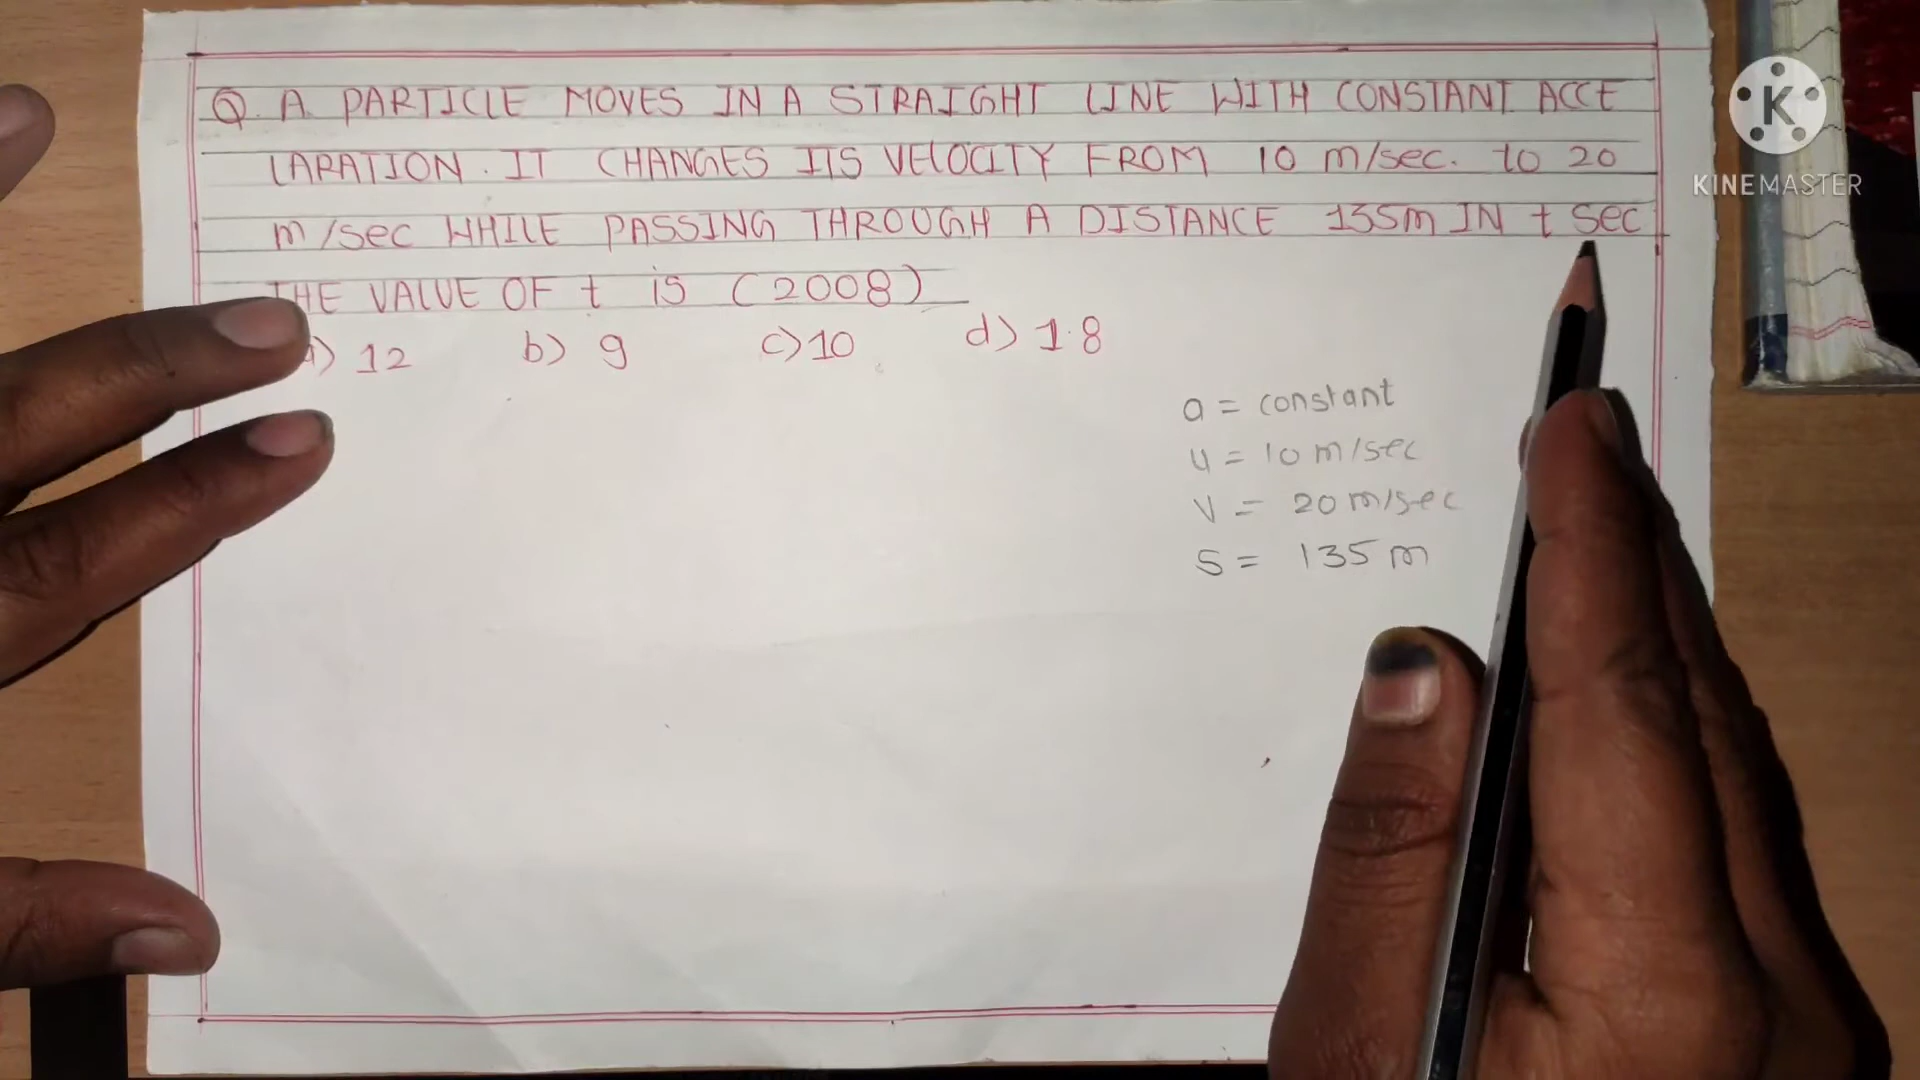 Q. A PARTICLE MOVES IN A STRAIGHT LINE WITH CONSTANT ACCE
LARATION. IT CHANGES ITS VELOCITY FROM 10 m/sec. to 20
m/sec WHILE PASSING THROUGH A DISTANCE 135m IN t sec
THE VALUE OF t is (2008)
a) 12 b) 9 c) 10 d) 1.8
a = constant
u = 10 m/sec
v = 20 m/sec
s = 135 m
K
KINEMASTER